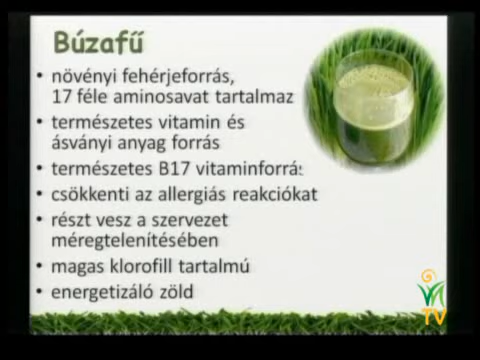 Búzafű
• növényi fehérjeforrás,
17 féle aminosavat tartalmaz
• természetes vitamin és
ásványi anyag forrás
• természetes B17 vitaminforrás
• csökkenti az allergiás reakciókat
• részt vesz a szervezet
méregtelenítésében
• magas klorofill tartalmú
• energetizáló zöld
TV